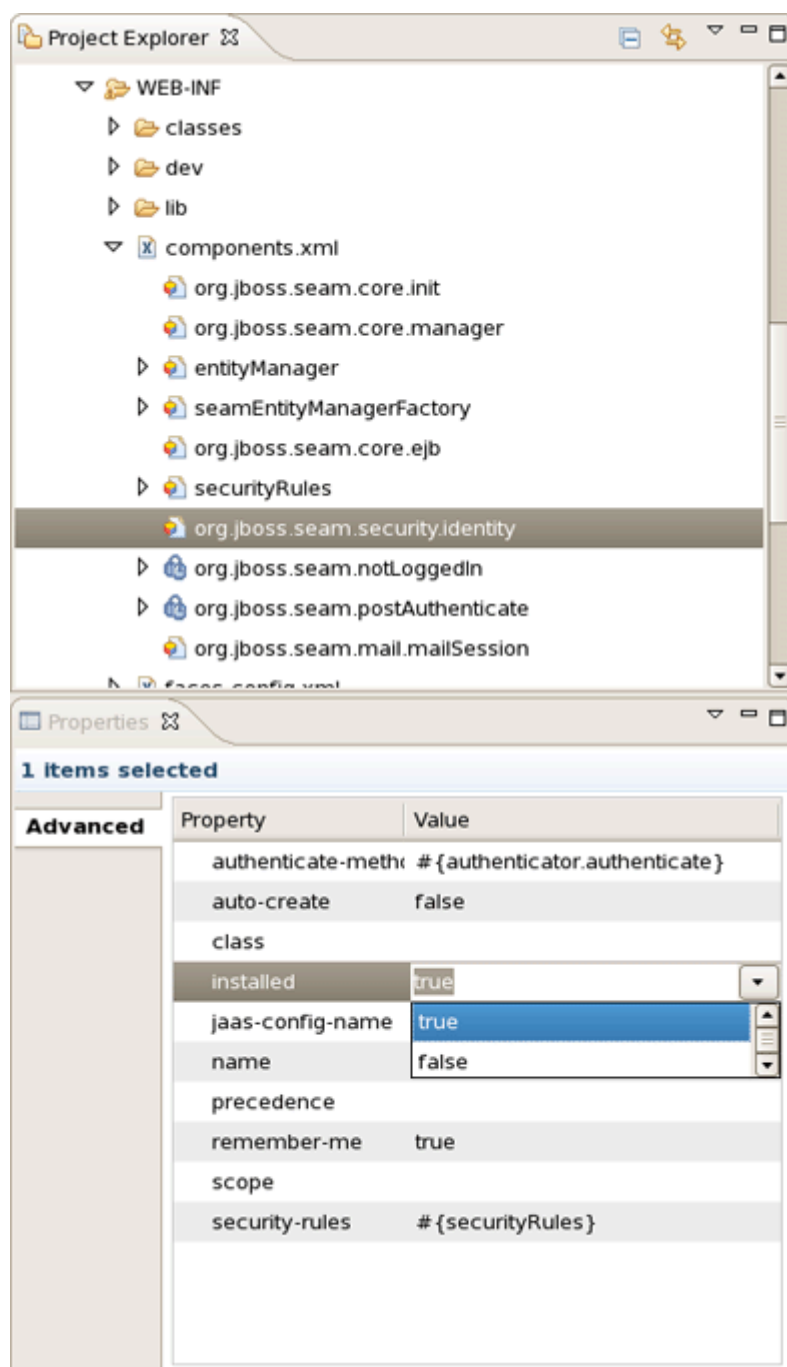 Project Explorer
WEB-INF
classes
dev
lib
components.xml
org.jboss.seam.core.init
org.jboss.seam.core.manager
entityManager
seamEntityManagerFactory
org.jboss.seam.core.ejb
securityRules
org.jboss.seam.security.identity
org.jboss.seam.notLoggedIn
org.jboss.seam.postAuthenticate
org.jboss.seam.mail.mailSession
faces-config.xml
Properties
1 items selected
Advanced
Property Value
authenticate-metho #{authenticator.authenticate}
auto-create false
class
installed true
jaas-config-name true
name false
precedence
remember-me true
scope
security-rules #{securityRules}